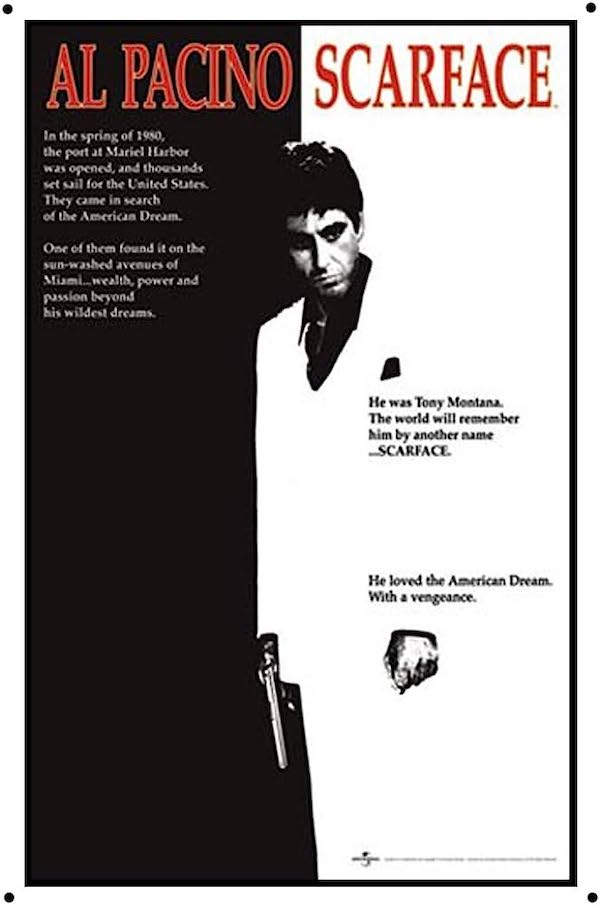 AL PACINO SCARFACE
In the spring of 1980,
the port at Mariel Harbor
was opened, and thousands
set sail for the United States.
They came in search
of the American Dream.
One of them found it on the
sun-washed avenues of
Miami...wealth, power and
passion beyond
his wildest dreams.
He was Tony Montana.
The world will remember
him by another name
...SCARFACE.
He loved the American Dream.
With a vengeance.